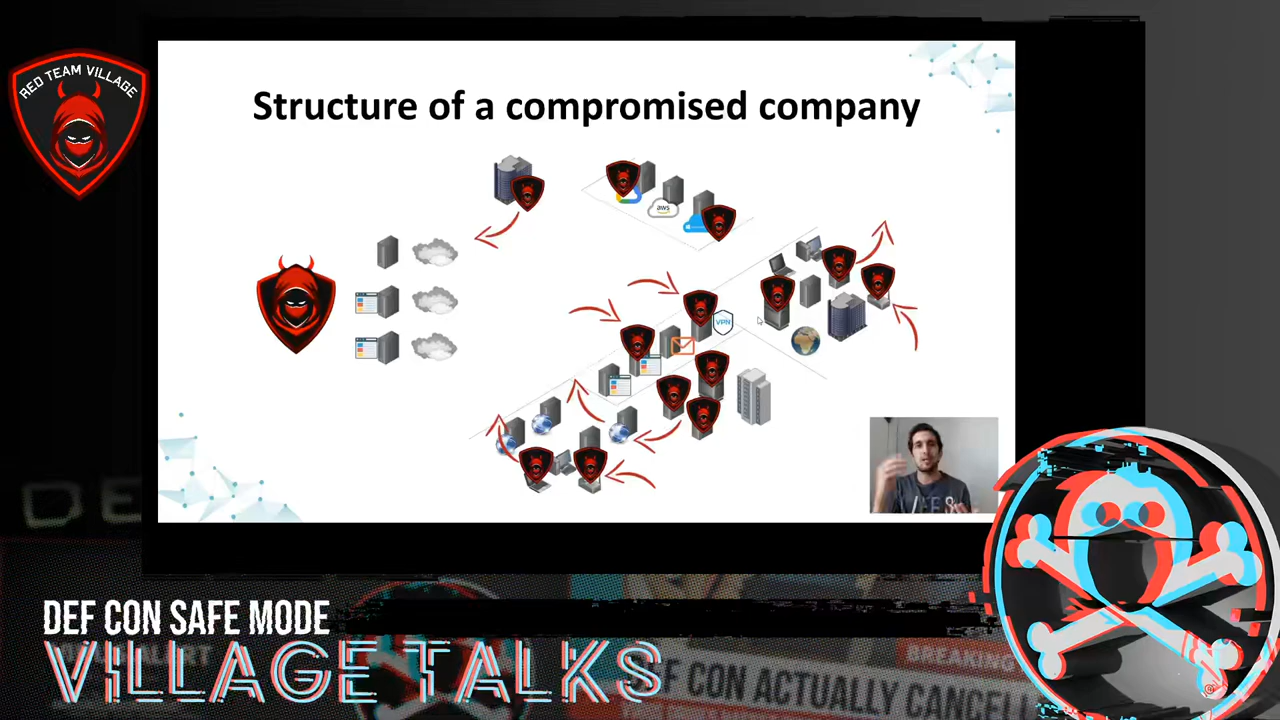 RED TEAM VILLAGE
Structure of a compromised company
aws
VPN
DEF CON SAFE MODE
VILLAGE TALKS
BREAKING
DEF CON ACTUALLY CANCELL